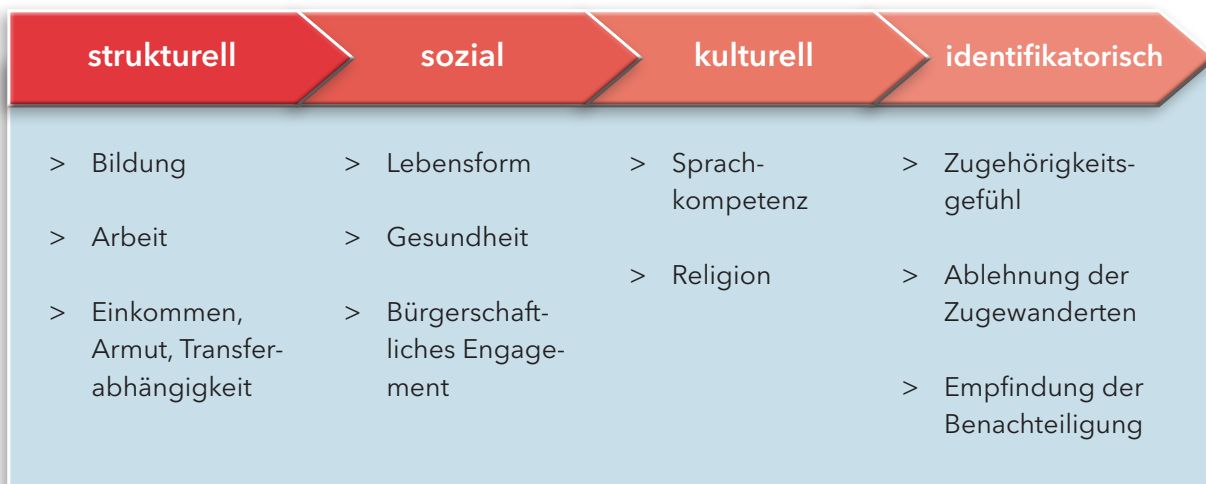 strukturell
sozial
kulturell
identifikatorisch
> Bildung
> Arbeit
> Einkommen,
Armut, Transfer-
abhängigkeit
> Lebensform
> Gesundheit
> Bürgerschaft-
liches Engage-
ment
> Sprach-
kompetenz
> Religion
> Zugehörigkeits-
gefühl
> Ablehnung der
Zugewanderten
> Empfindung der
Benachteiligung